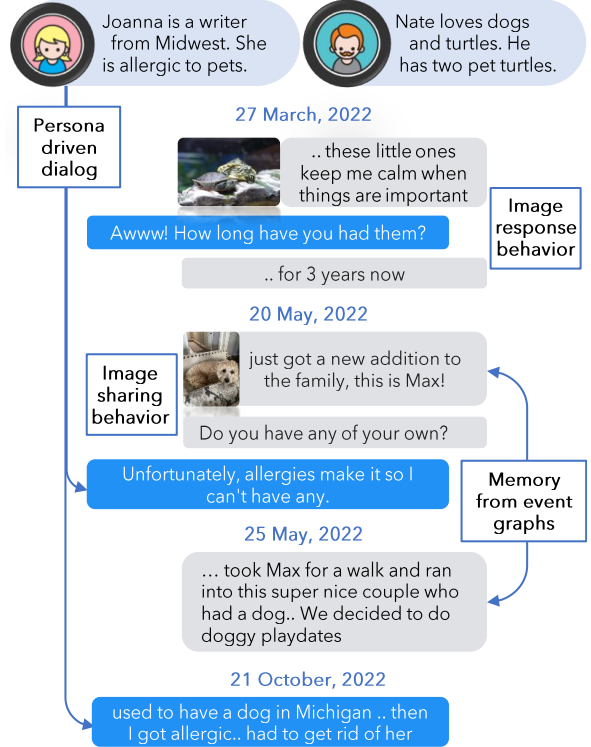 Joanna is a writer
from Midwest. She
is allergic to pets.
Nate loves dogs
and turtles. He
has two pet turtles.
27 March, 2022
Persona
driven
dialog
.. these little ones
keep me calm when
things are important
Image
response
behavior
Awww! How long have you had them?
.. for 3 years now
20 May, 2022
just got a new addition to
the family, this is Max!
Image
sharing
behavior
Do you have any of your own?
Unfortunately, allergies make it so I
can't have any.
Memory
from event
graphs
25 May, 2022
... took Max for a walk and ran
into this super nice couple who
had a dog.. We decided to do
doggy playdates
21 October, 2022
used to have a dog in Michigan .. then
I got allergic.. had to get rid of her